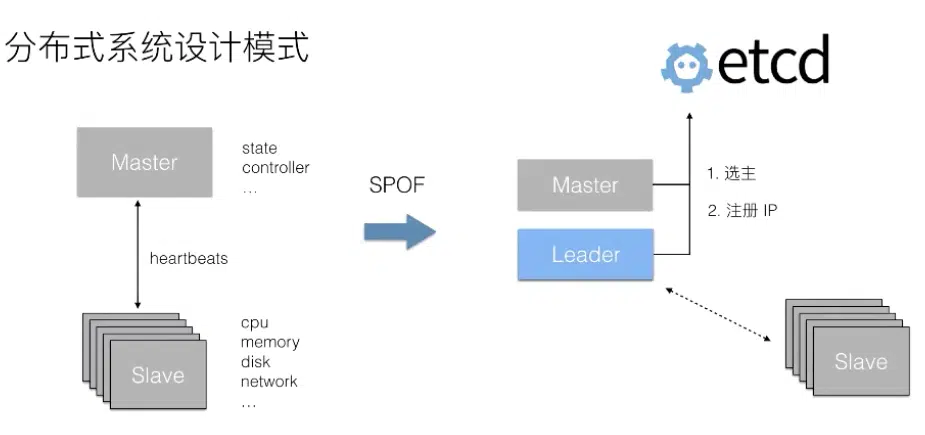 分布式系统设计模式
etcd
Master
state
controller
...
heartbeats
Slave
cpu
memory
disk
network
...
SPOF
Master
Leader
1. 选主
2. 注册 IP
Slave